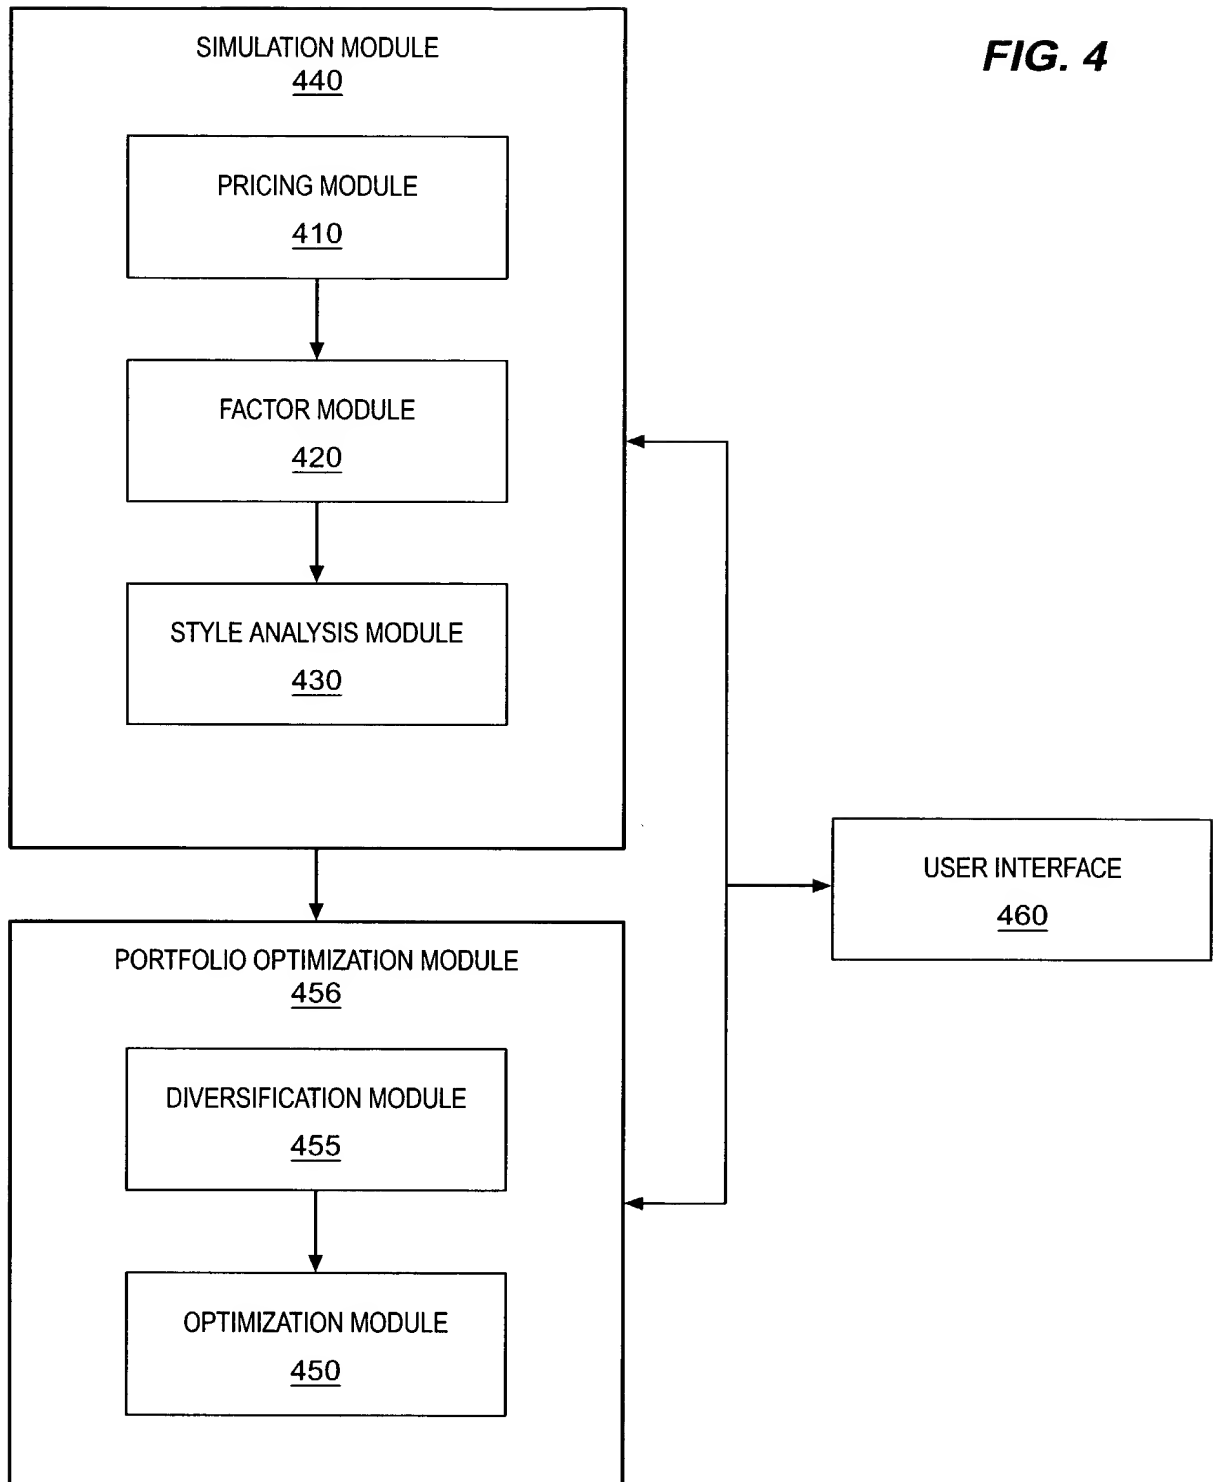 FIG. 4
SIMULATION MODULE
440
PRICING MODULE
410
FACTOR MODULE
420
STYLE ANALYSIS MODULE
430
USER INTERFACE
460
PORTFOLIO OPTIMIZATION MODULE
456
DIVERSIFICATION MODULE
455
OPTIMIZATION MODULE
450